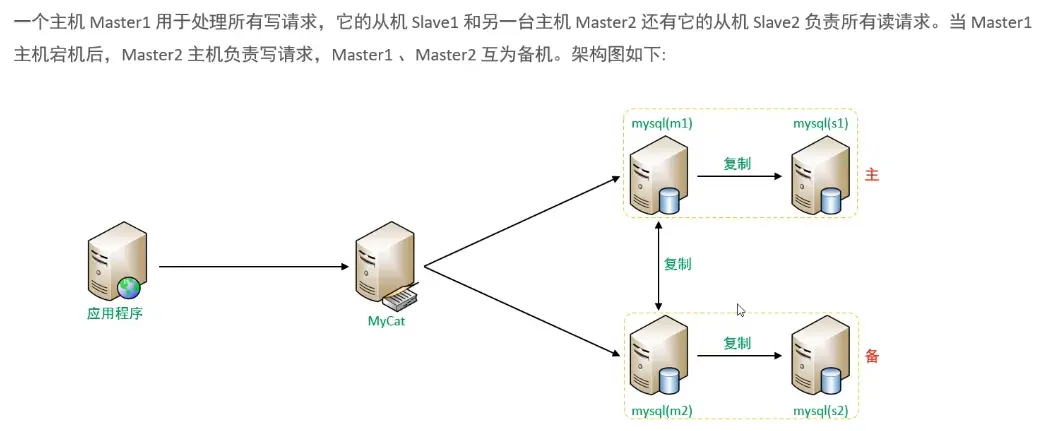 一个主机 Master1 用于处理所有写请求，它的从机 Slave1 和另一台主机 Master2 还有它的从机 Slave2 负责所有读请求。当 Master1
主机宕机后，Master2 主机负责写请求，Master1 、Master2 互为备机。架构图如下:
mysql(m1)
mysql(s1)
复制
主
复制
应用程序
MyCat
复制
备
mysql(m2)
mysql(s2)